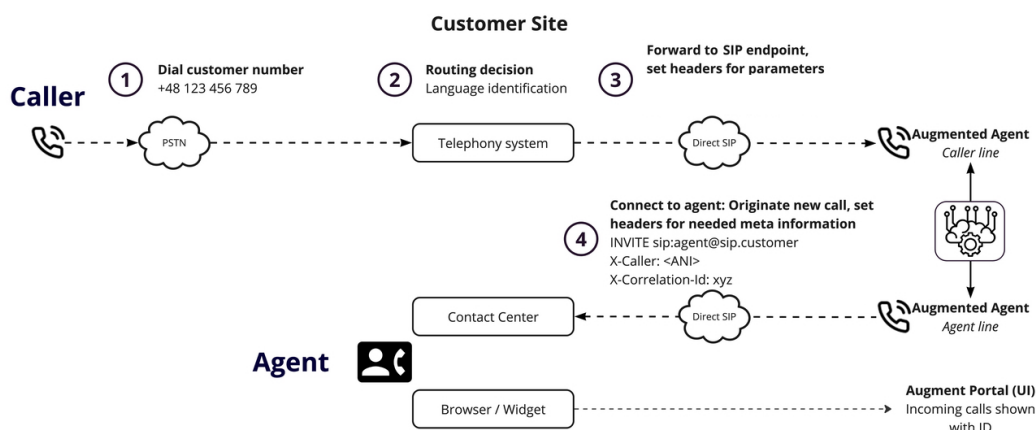 Customer Site
1
Dial customer number
+48 123 456 789
2
Routing decision
Language identification
3
Forward to SIP endpoint,
set headers for parameters
Caller
PSTN
Telephony system
Direct SIP
Augmented Agent
Caller line
4
Connect to agent: Originate new call, set
headers for needed meta information
INVITE sip:agent@sip.customer
X-Caller: <ANI>
X-Correlation-Id: xyz
Contact Center
Direct SIP
Augmented Agent
Agent line
Agent
Browser / Widget
Augment Portal (UI)
Incoming calls shown
with ID